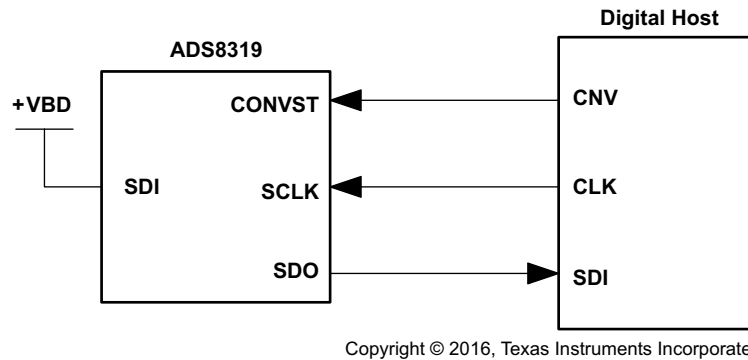 Digital Host
ADS8319
+VBD
CONVST
CNV
SDI
SCLK
CLK
SDO
SDI
Copyright © 2016, Texas Instruments Incorporate